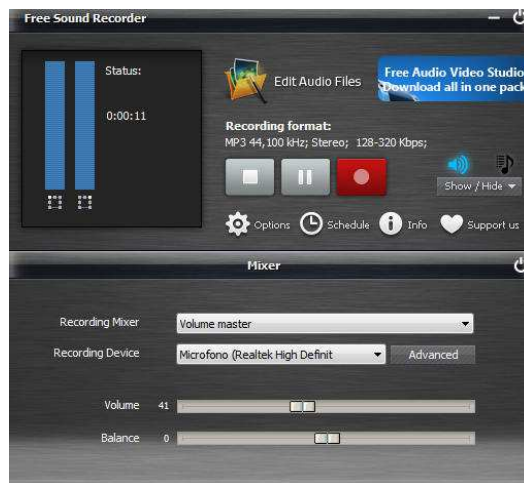 Free Sound Recorder
Status:
0:00:11
Edit Audio Files
Free Audio Video Studio
Download all in one pack
Recording format:
MP3 44,100 kHz; Stereo; 128-320 Kbps;
Show / Hide
Options
Schedule
Info
Support us
Mixer
Recording Mixer
Volume master
Recording Device
Microfono (Realtek High Definit
Advanced
Volume
41
Balance
0